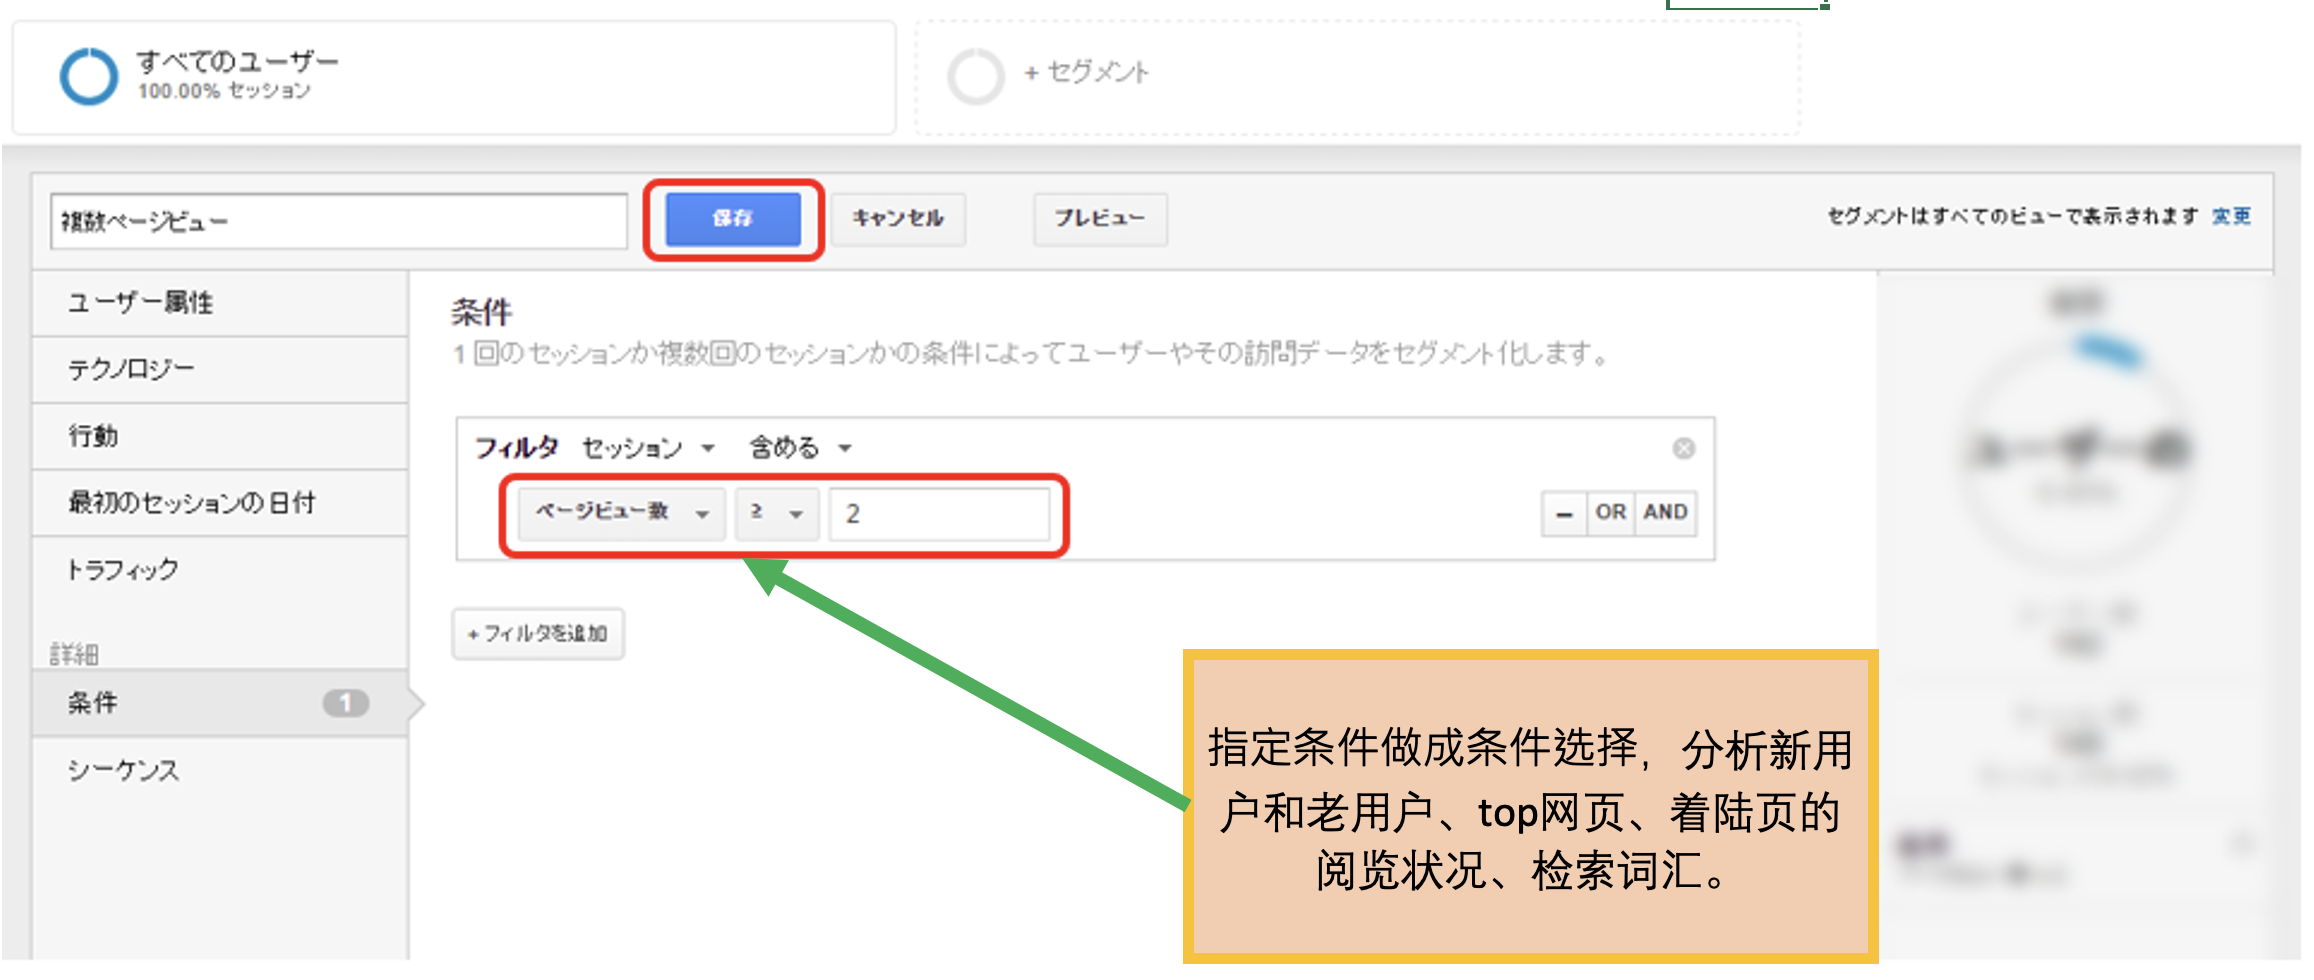 すべてのユーザー
100.00% セッション
+ セグメント
複数ページビュー
保存
キャンセル
プレビュー
セグメントはすべてのビューで表示されます 変更
ユーザー属性
テクノロジー
行動
最初のセッションの日付
トラフィック
詳細
条件 1
シーケンス
条件
1 回のセッションか複数回のセッションかの条件によってユーザーやその訪問データをセグメント化します。
フィルタ セッション 含める
ページビュー数 ≥ 2
– OR AND
+ フィルタを追加
指定条件做成条件选择，分析新用
户和老用户、top网页、着陆页的
阅览状况、检索词汇。